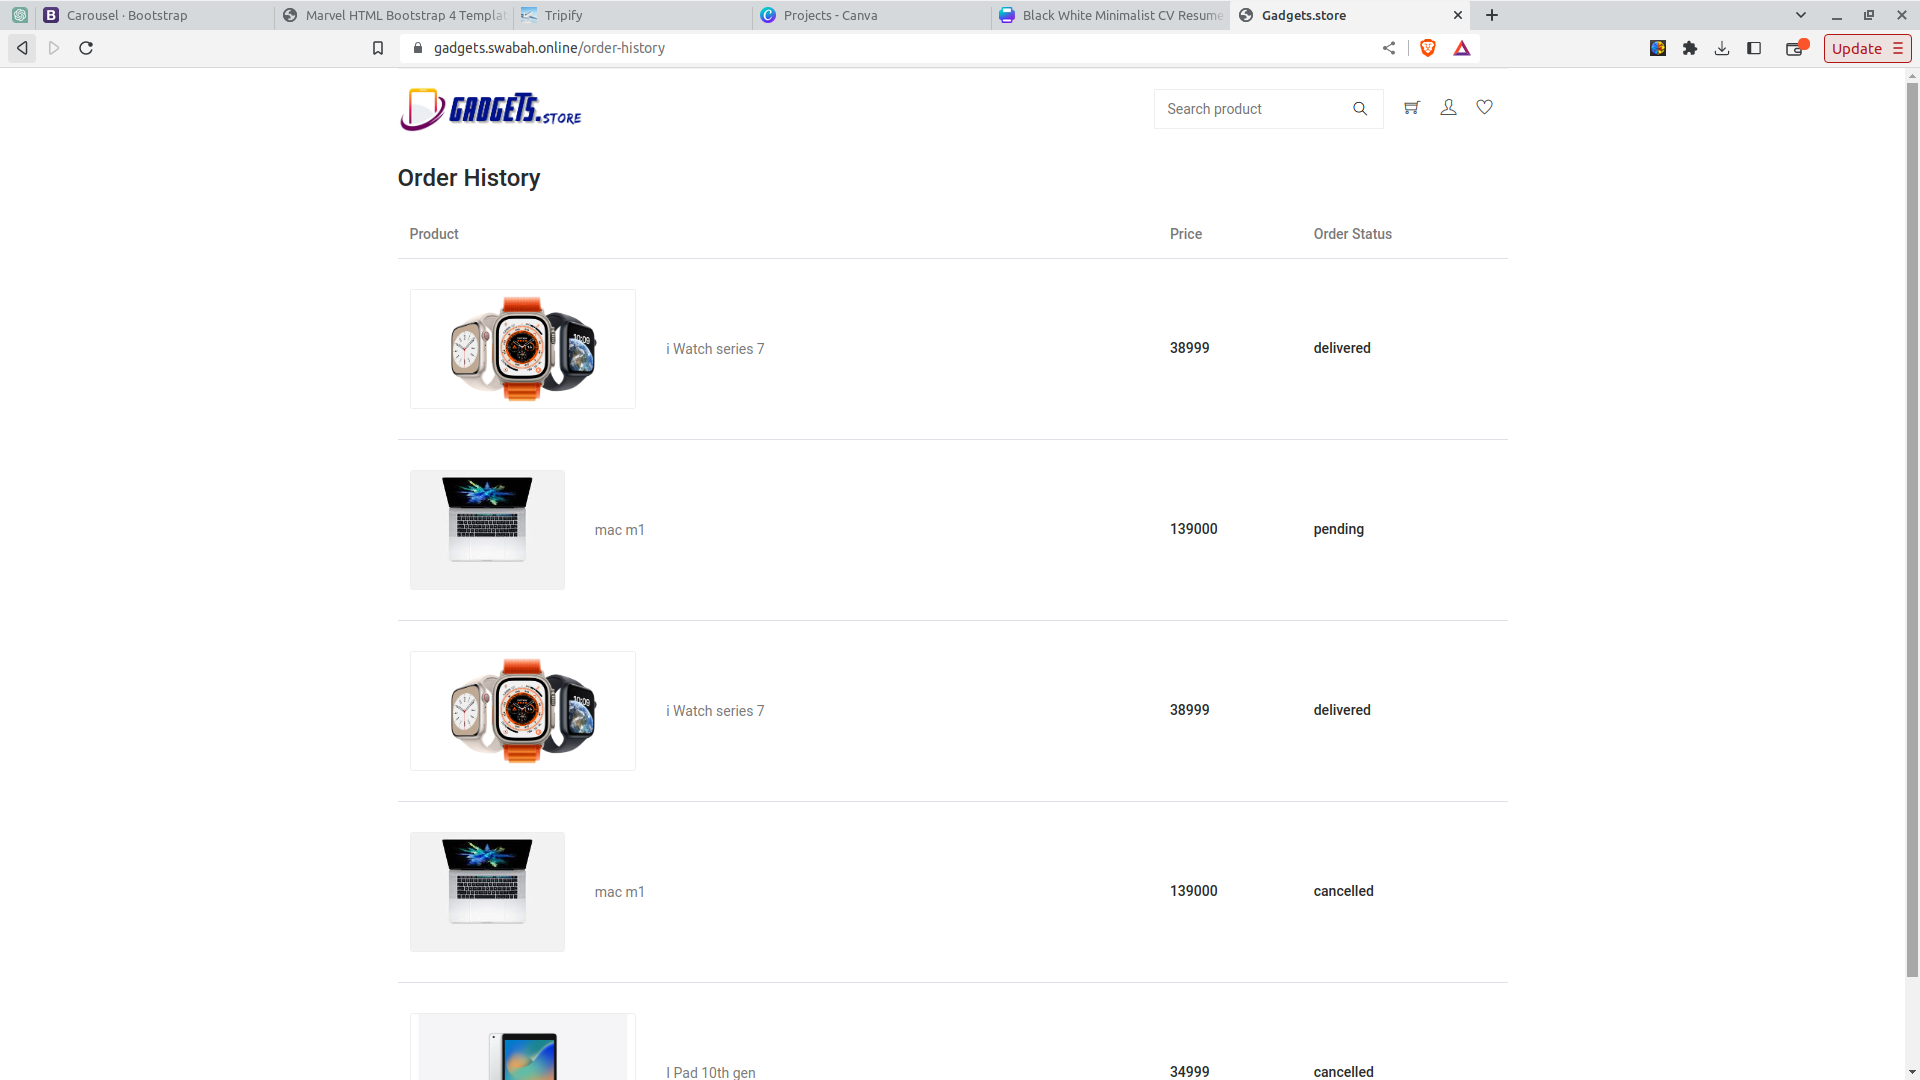 Carousel · Bootstrap
Marvel HTML Bootstrap 4 Templat
Tripify
Projects - Canva
Black White Minimalist CV Resume
Gadgets.store
gadgets.swabah.online/order-history
Update
GADGETS.STORE
Search product
Order History
Product Price Order Status
i Watch series 7 38999 delivered
mac m1 139000 pending
i Watch series 7 38999 delivered
mac m1 139000 cancelled
I Pad 10th gen 34999 cancelled